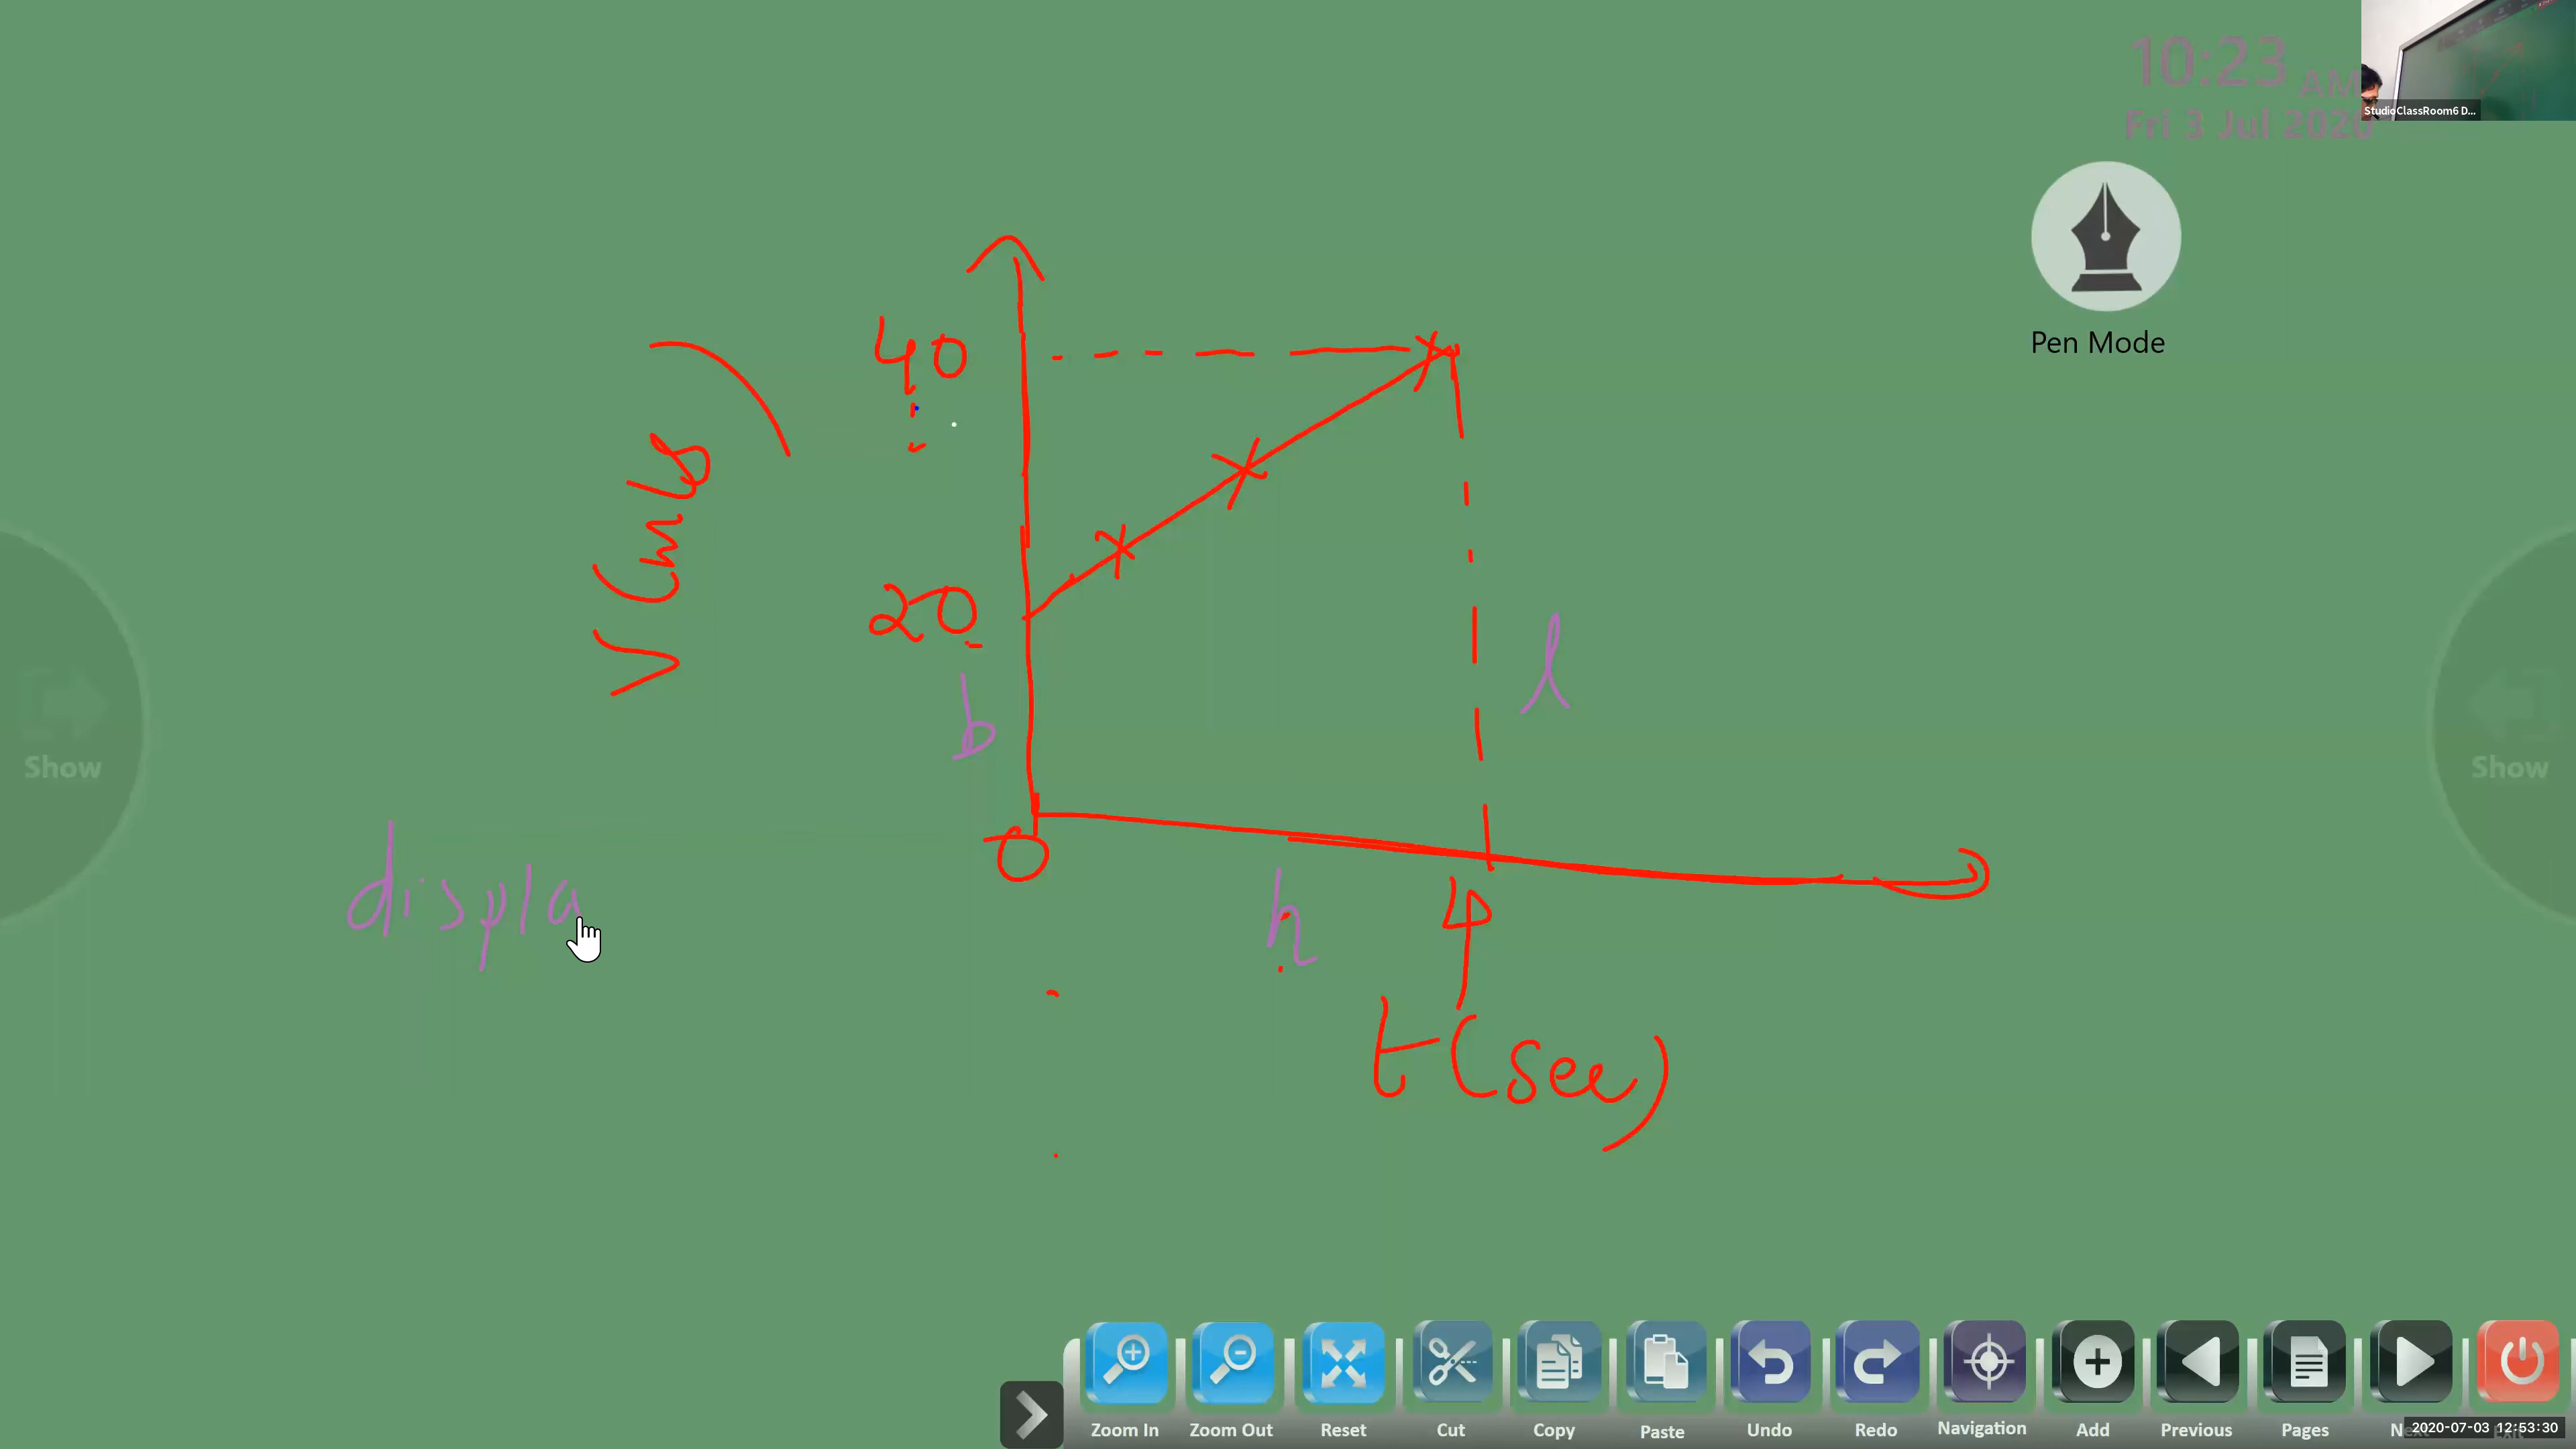 10:23 AM
Fri 3 Jul 2020
StudioClassRoom6 D...
Pen Mode
40
V (m/s)
20
b
l
Show
Show
0
displa
h
4
t (sec)
Zoom In Zoom Out Reset Cut Copy Paste Undo Redo Navigation Add Previous Pages
2020-07-03 12:53:30